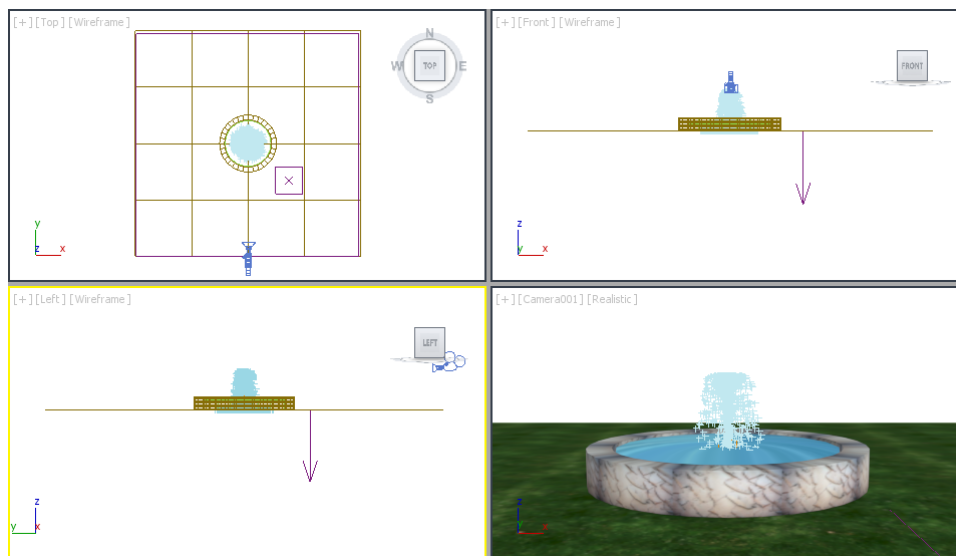 [+] [Top] [Wireframe]
N
W TOP E
S
y
z x
[+] [Front] [Wireframe]
FRONT
z
y x
[+] [Left] [Wireframe]
LEFT
z
y x
[+] [Camera001] [Realistic]
z
y x